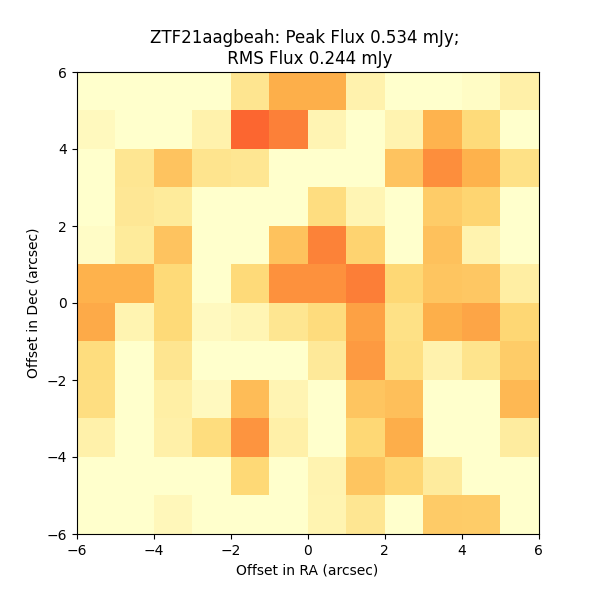 ZTF21aagbeah: Peak Flux 0.534 mJy;
RMS Flux 0.244 mJy
6
4
2
0
−2
−4
−6
Offset in Dec (arcsec)
−6 −4 −2 0 2 4 6
Offset in RA (arcsec)